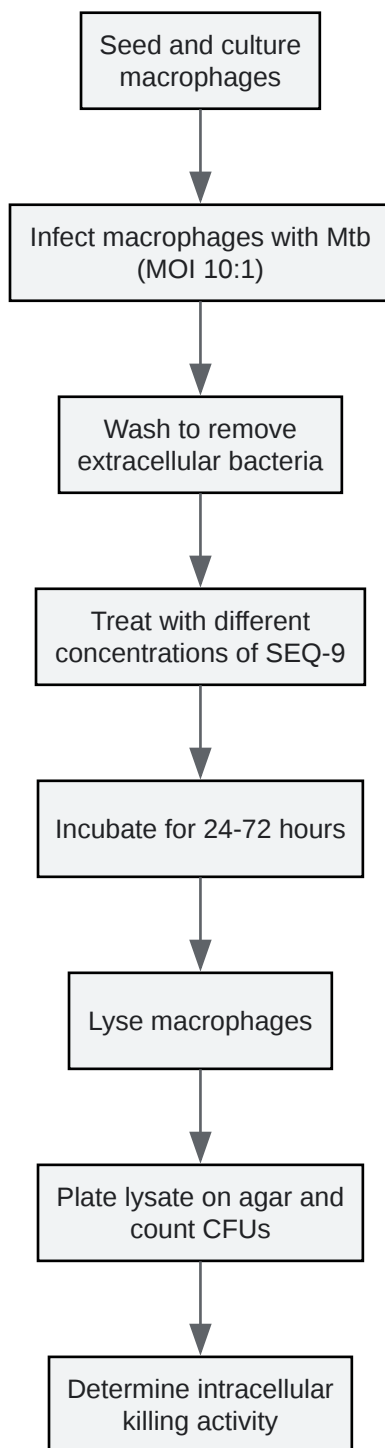 Seed and culture
macrophages
Infect macrophages with Mtb
(MOI 10:1)
Wash to remove
extracellular bacteria
Treat with different
concentrations of SEQ-9
Incubate for 24-72 hours
Lyse macrophages
Plate lysate on agar and
count CFUs
Determine intracellular
killing activity